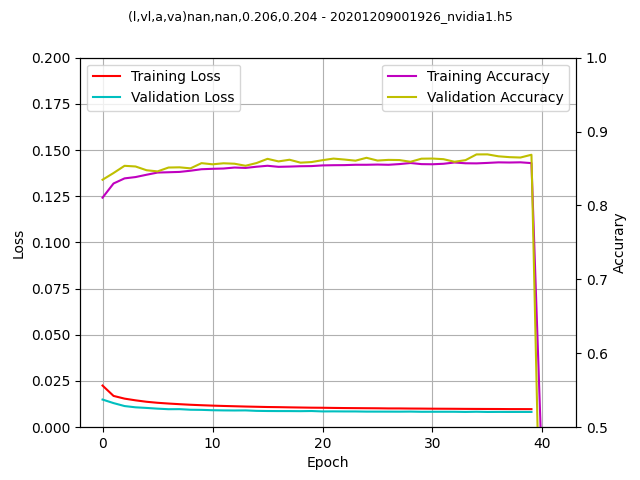 (l,vl,a,va)nan,nan,0.206,0.204 - 20201209001926_nvidia1.h5
Training Loss
Validation Loss
Training Accuracy
Validation Accuracy
0.200
0.175
0.150
0.125
0.100
0.075
0.050
0.025
0.000
Loss
1.0
0.9
0.8
0.7
0.6
0.5
Accurary
0
10
20
30
40
Epoch